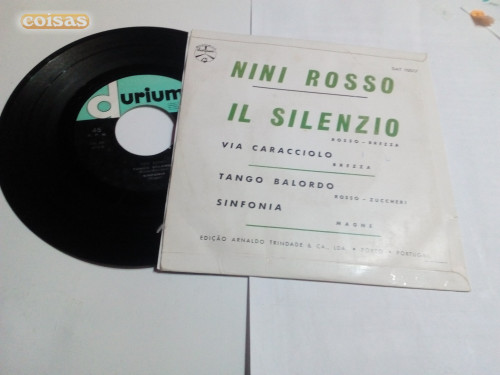 coisas
durium
NINI ROSSO
IL SILENZIO
ROSSO - BREZZA
VIA CARACCIOLO
BREZZA
TANGO BALORDO
ROSSO - ZUCCHERI
SINFONIA
MAGNE
EDIÇÃO ARNALDO TRINDADE & CA., LDA. • PORTO • PORTUGAL